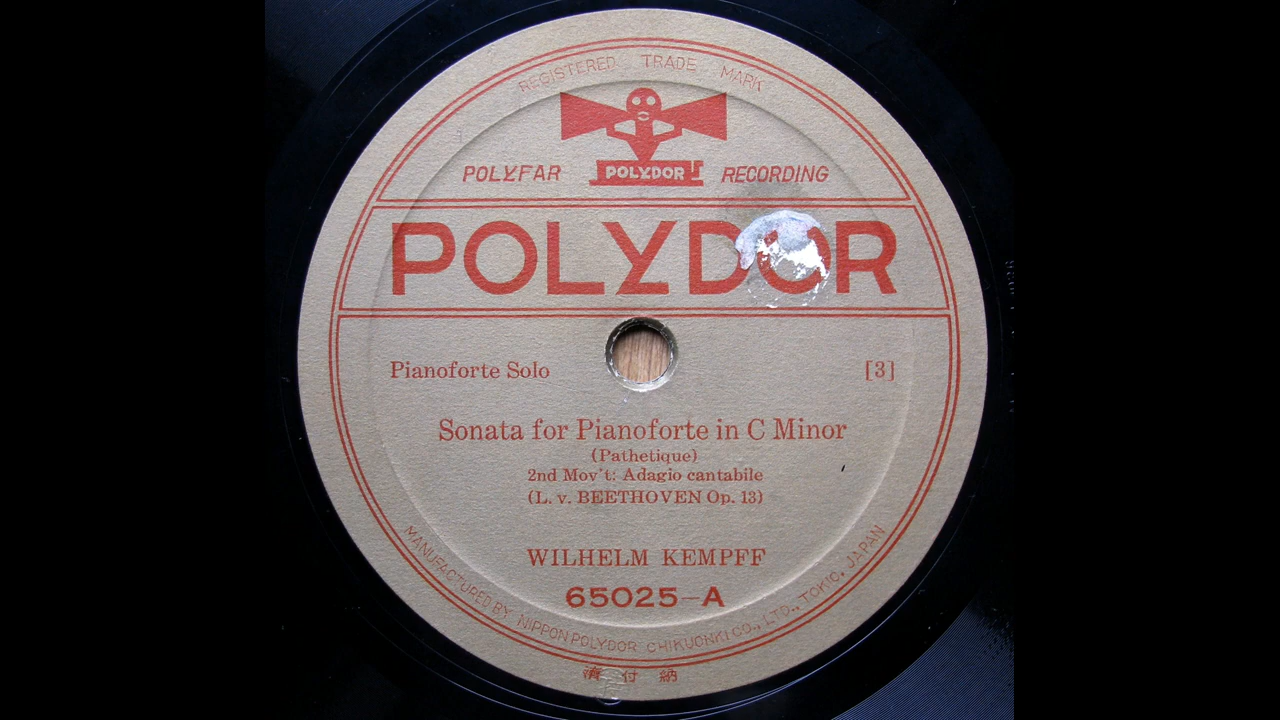 REGISTERED TRADE MARK
POLYFAR POLYDOR RECORDING
POLYDOR
Pianoforte Solo [3]
Sonata for Pianoforte in C Minor
(Pathetique)
2nd Mov't: Adagio cantabile
(L. v. BEETHOVEN Op. 13)
WILHELM KEMPFF
65025-A
MANUFACTURED BY NIPPON POLYDOR CHIKUONKI CO., LTD., TOKIO, JAPAN
濟付納